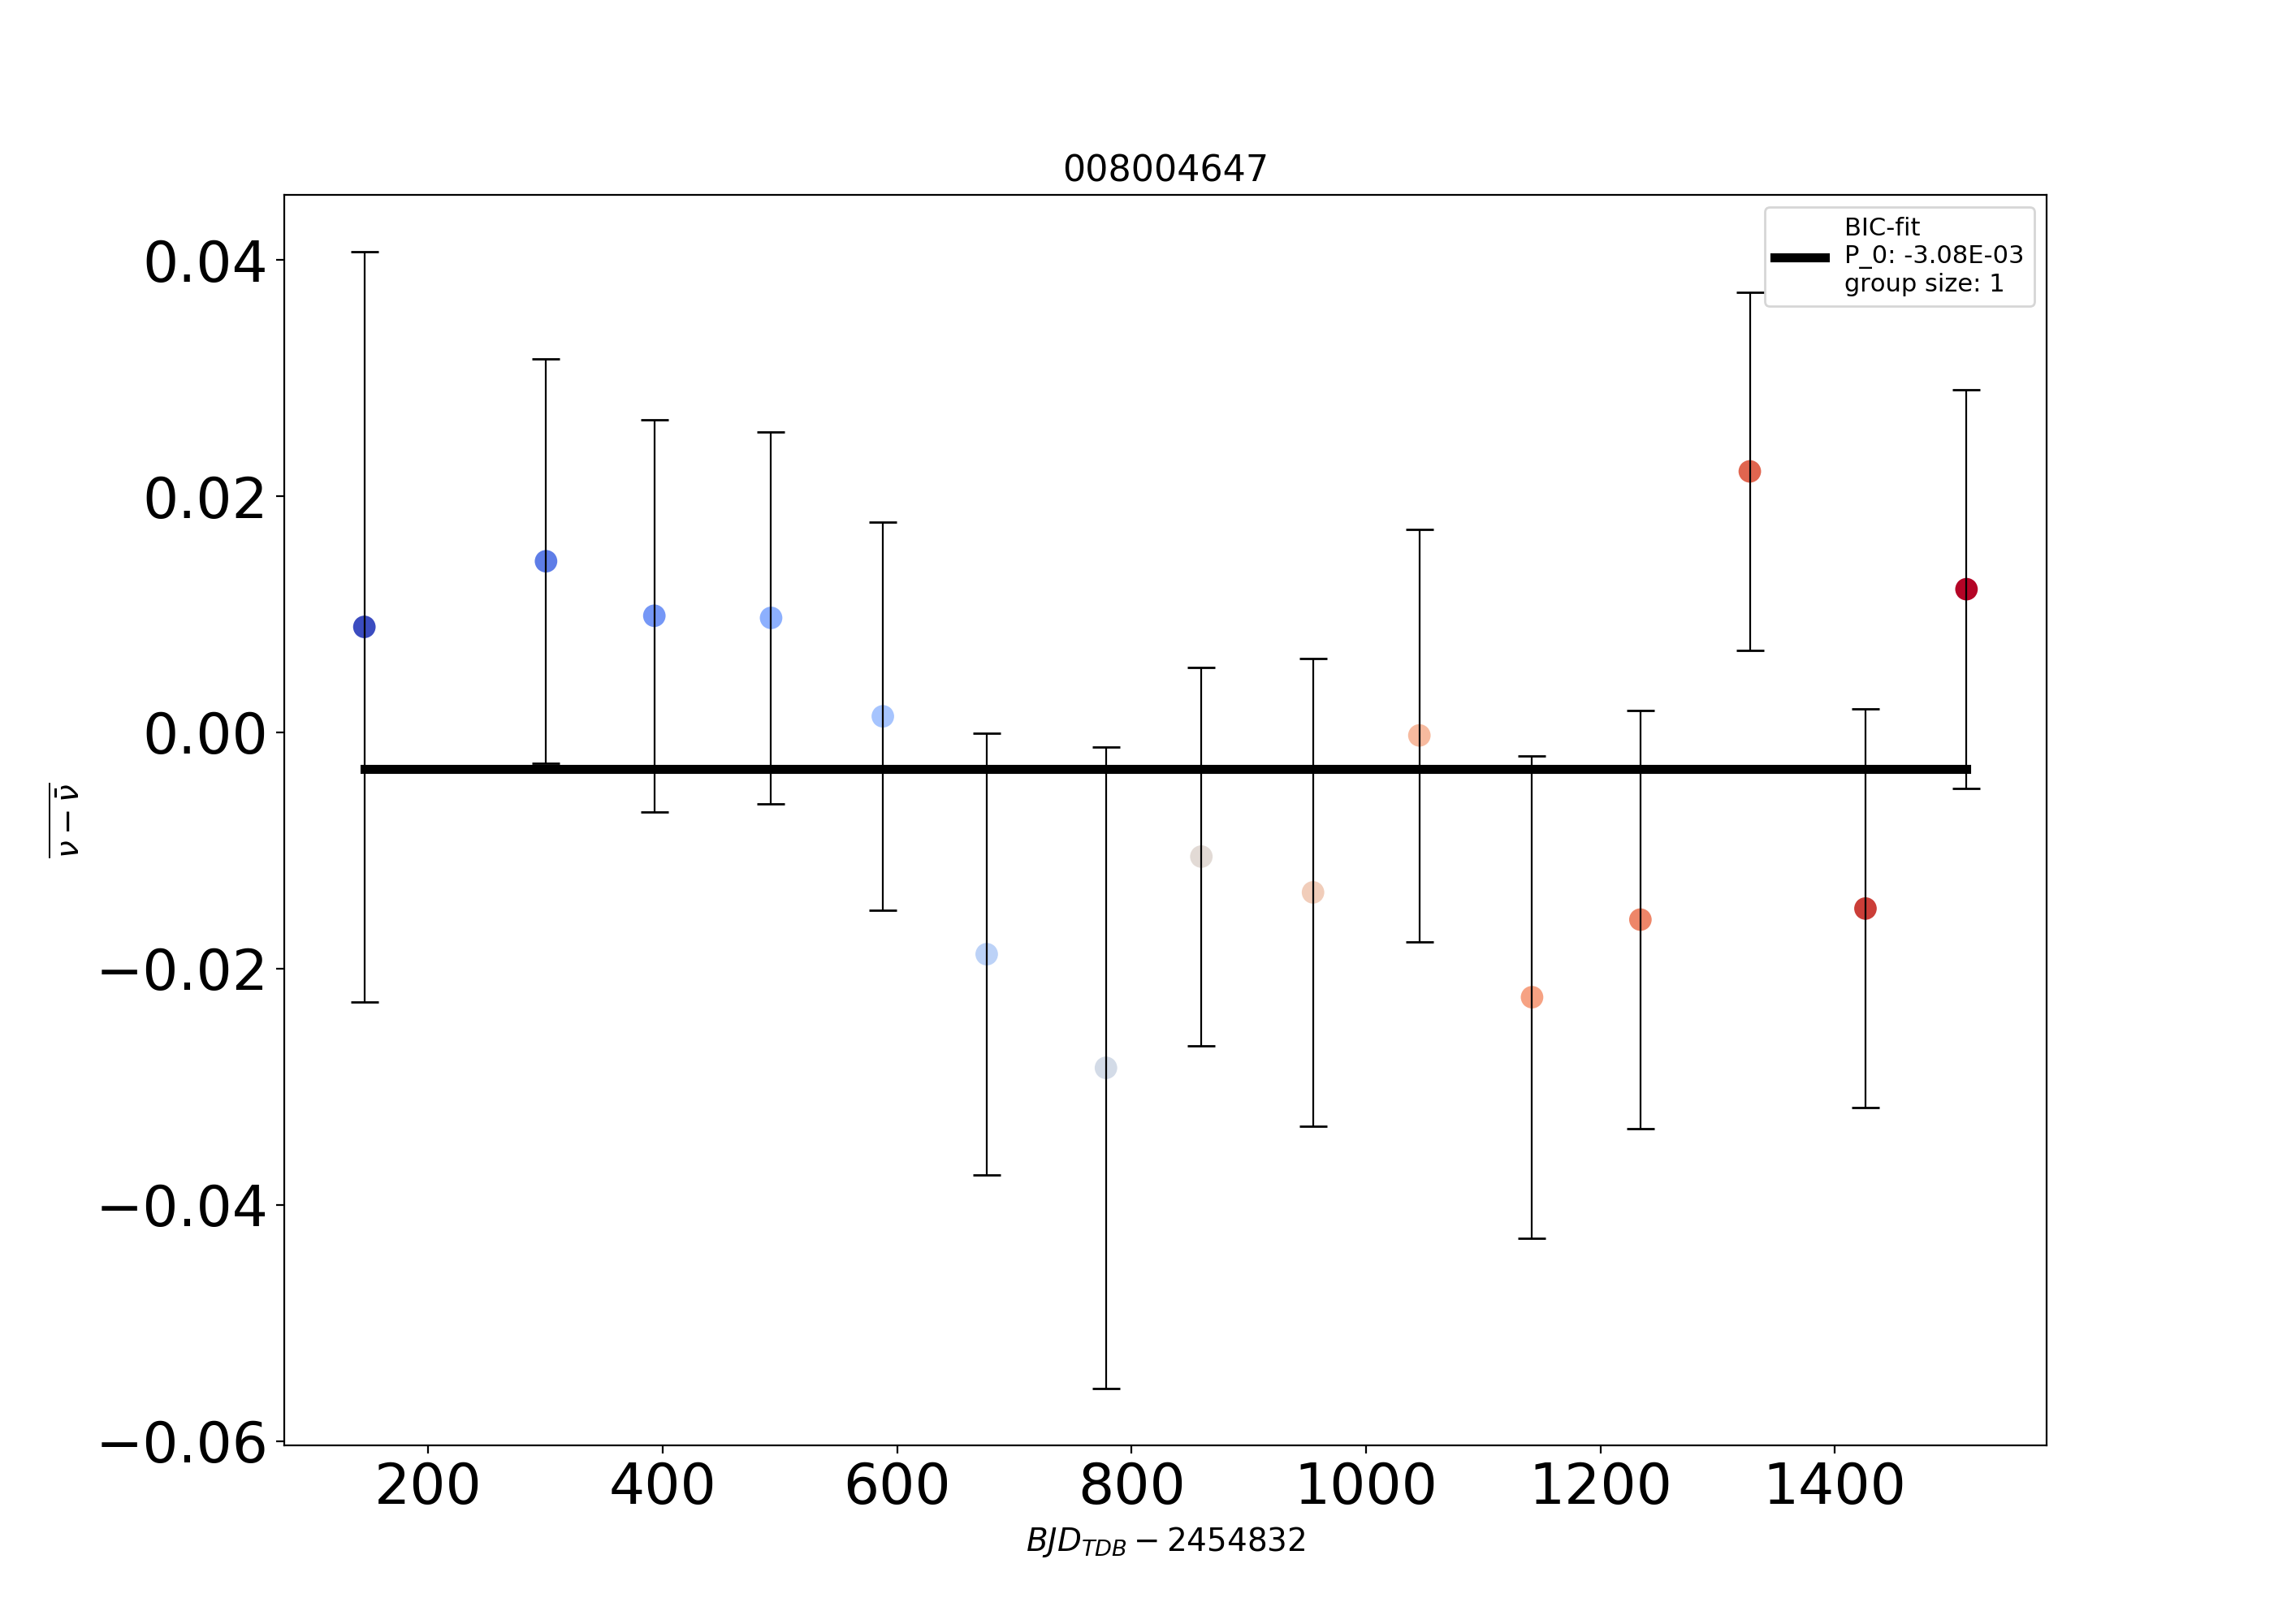 008004647
BIC-fit
P_0: -3.08E-03
group size: 1
0.04
0.02
0.00
−0.02
−0.04
−0.06
ν − ν̄
200 400 600 800 1000 1200 1400
BJD_TDB − 2454832